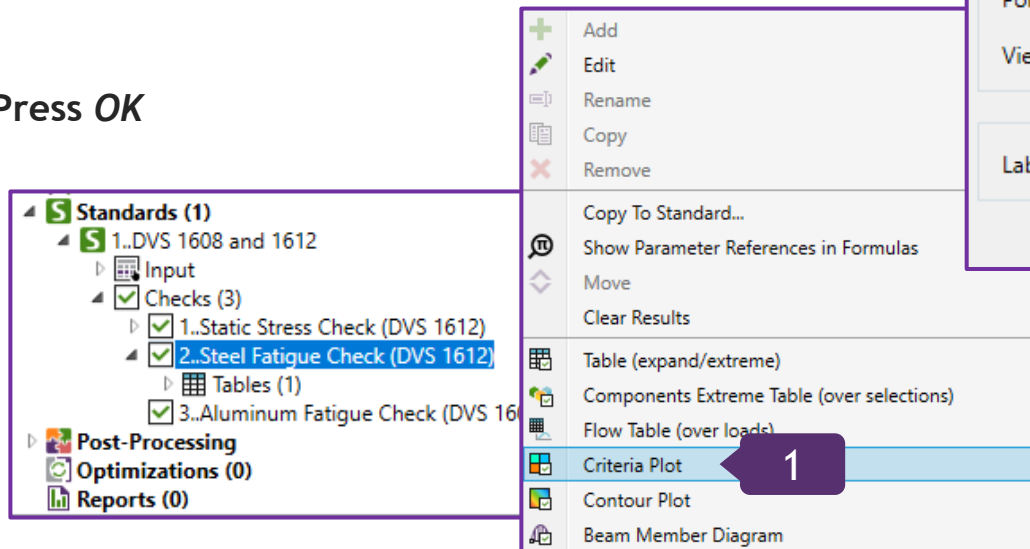 Press OK
Standards (1)
1..DVS 1608 and 1612
Input
Checks (3)
1..Static Stress Check (DVS 1612)
2..Steel Fatigue Check (DVS 1612)
Tables (1)
3..Aluminum Fatigue Check (DVS
Post-Processing
Optimizations (0)
Reports (0)
Add
Edit
Rename
Copy
Remove
Copy To Standard...
Show Parameter References in Formulas
Move
Clear Results
Table (expand/extreme)
Components Extreme Table (over selections)
Flow Table (over loads)
Criteria Plot
1
Contour Plot
Beam Member Diagram